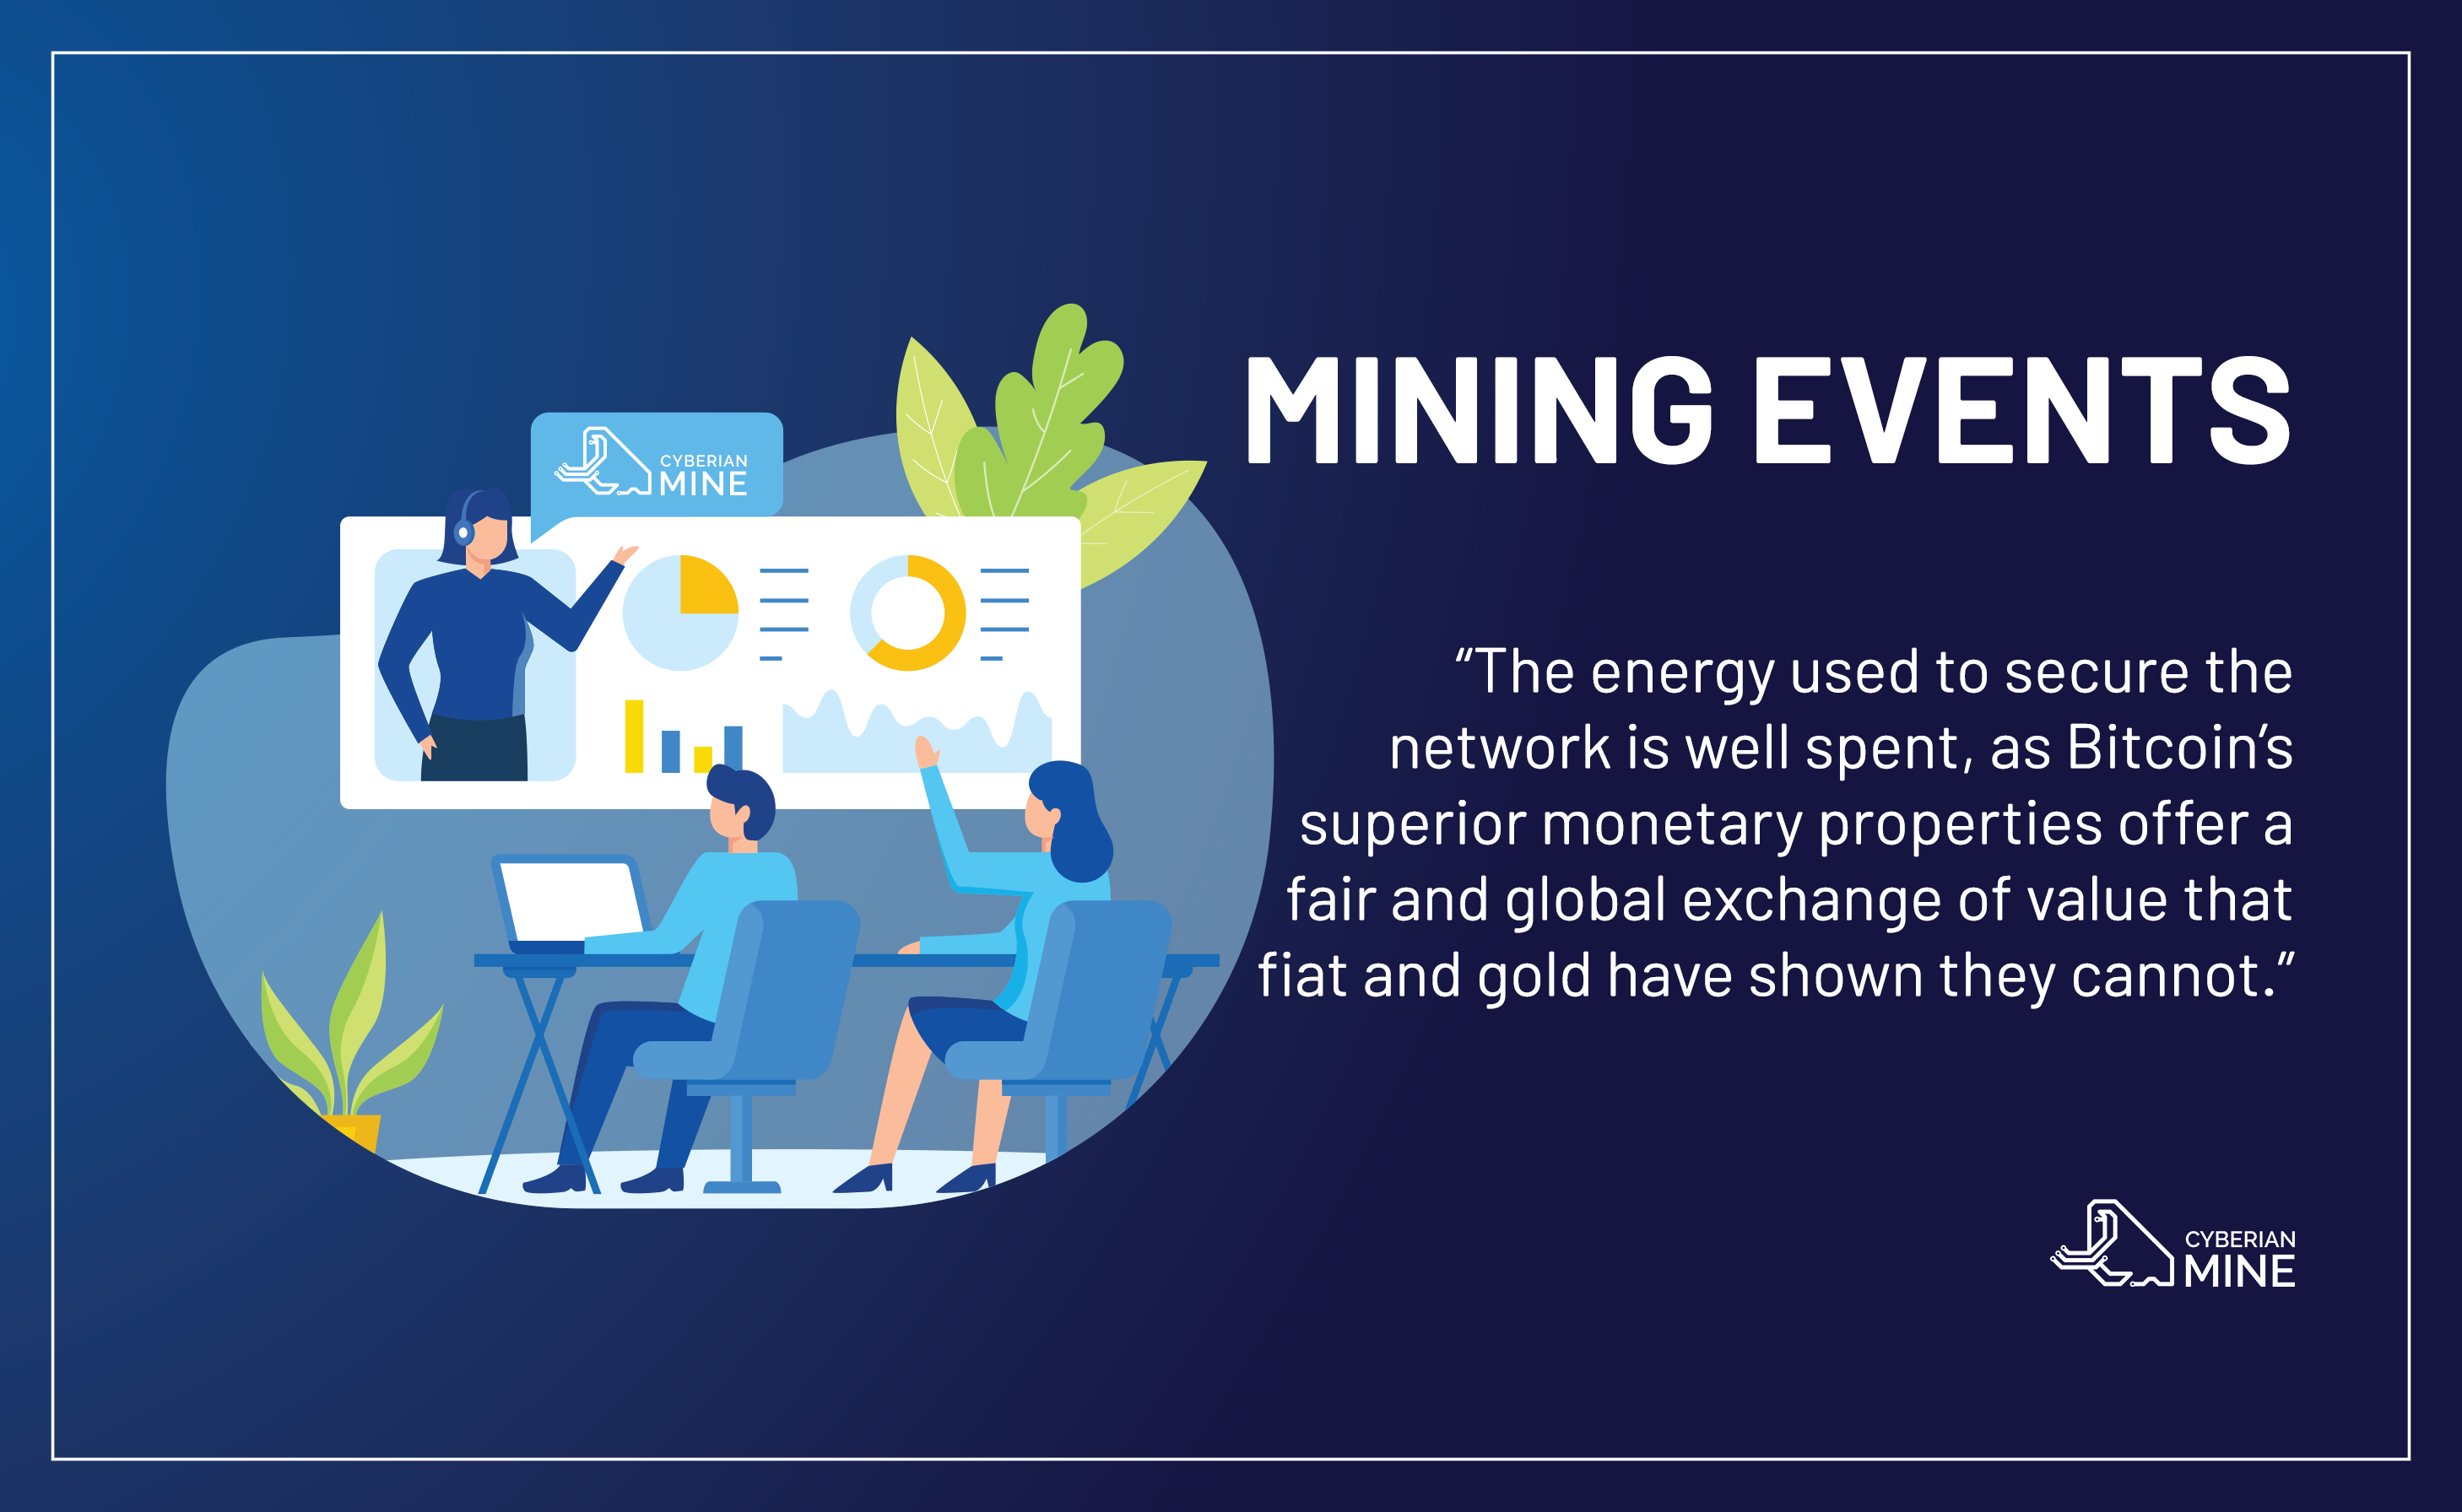 CYBERIAN
MINE
MINING EVENTS
“The energy used to secure the
network is well spent, as Bitcoin’s
superior monetary properties offer a
fair and global exchange of value that
fiat and gold have shown they cannot.”
CYBERIAN
MINE